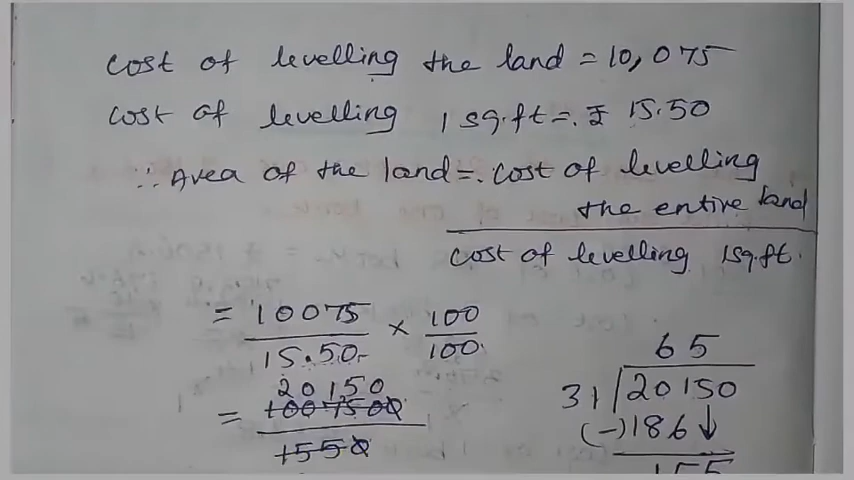 cost of levelling the land = 10,075
cost of levelling 1 sq.ft = ₹ 15.50
∴ Area of the land = cost of levelling
the entire land
cost of levelling 1sq.ft.
= 10075 × 100
15.50 100
20150
= 1007500
1550
65
31 20150
(-)186↓
155